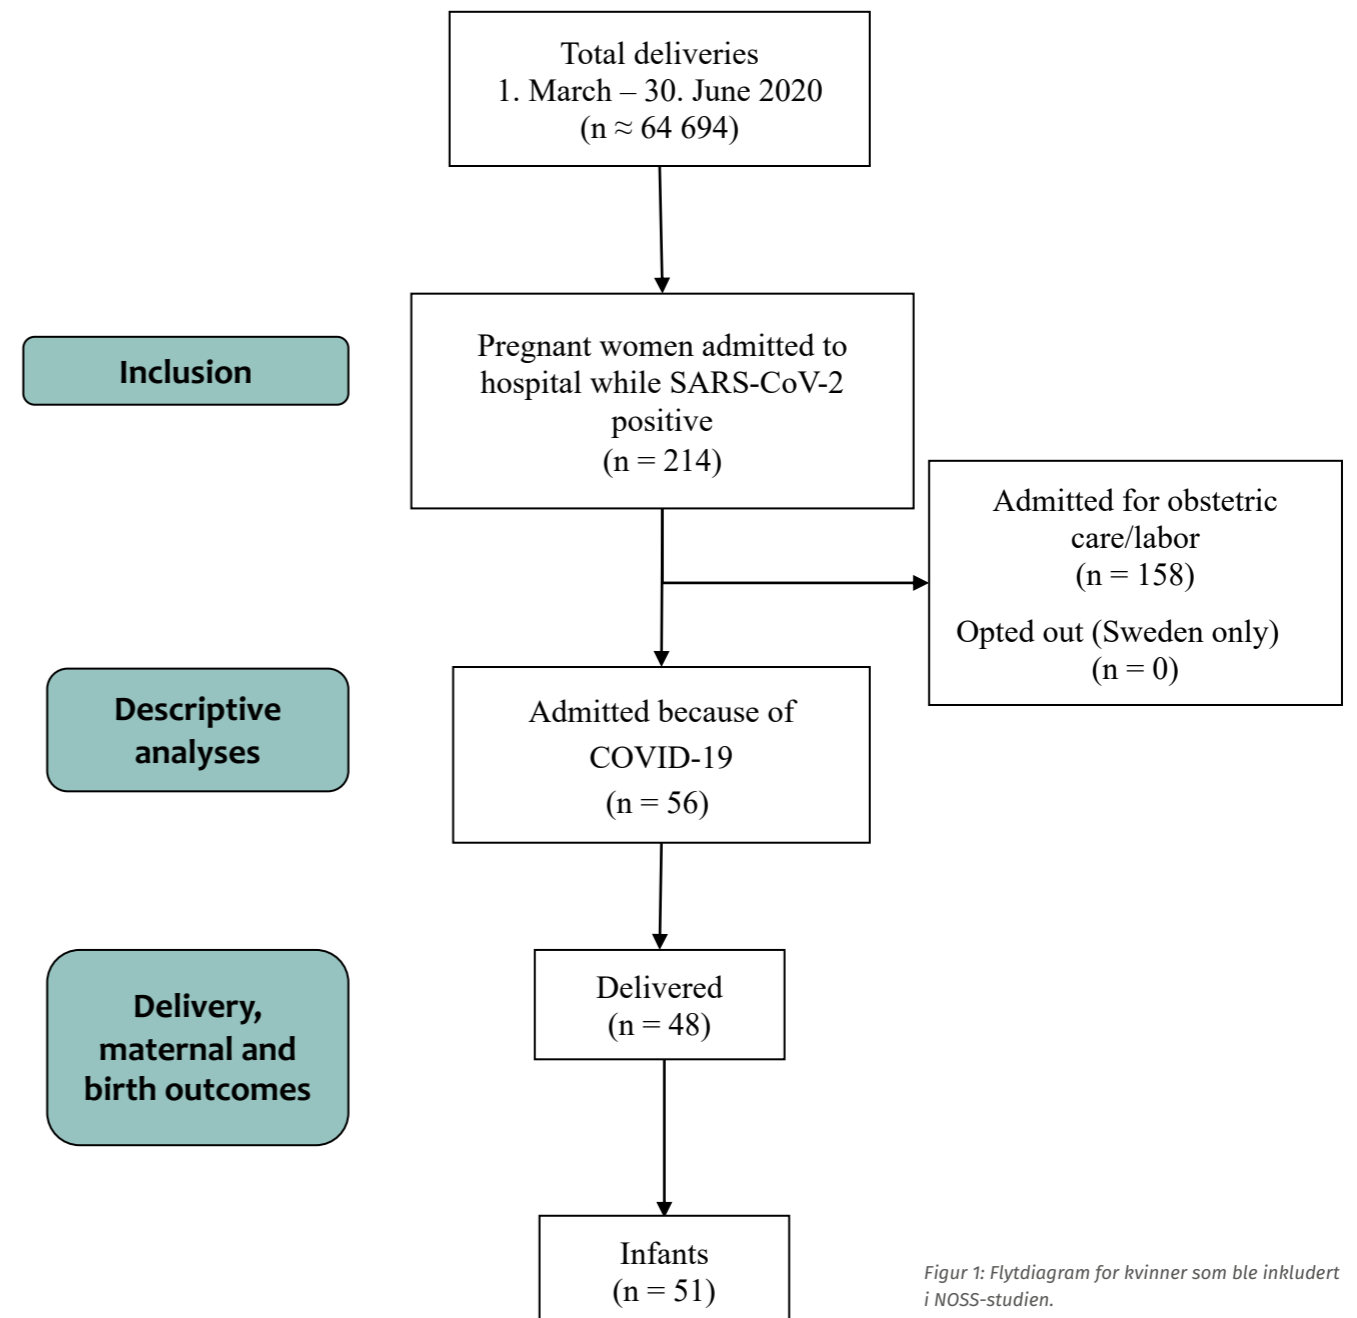 Total deliveries
1. March – 30. June 2020
(n ≈ 64 694)
Inclusion
Pregnant women admitted to
hospital while SARS-CoV-2
positive
(n = 214)
Admitted for obstetric
care/labor
(n = 158)
Opted out (Sweden only)
(n = 0)
Descriptive
analyses
Admitted because of
COVID-19
(n = 56)
Delivery,
maternal and
birth outcomes
Delivered
(n = 48)
Infants
(n = 51)
Figur 1: Flytdiagram for kvinner som ble inkludert
i NOSS-studien.